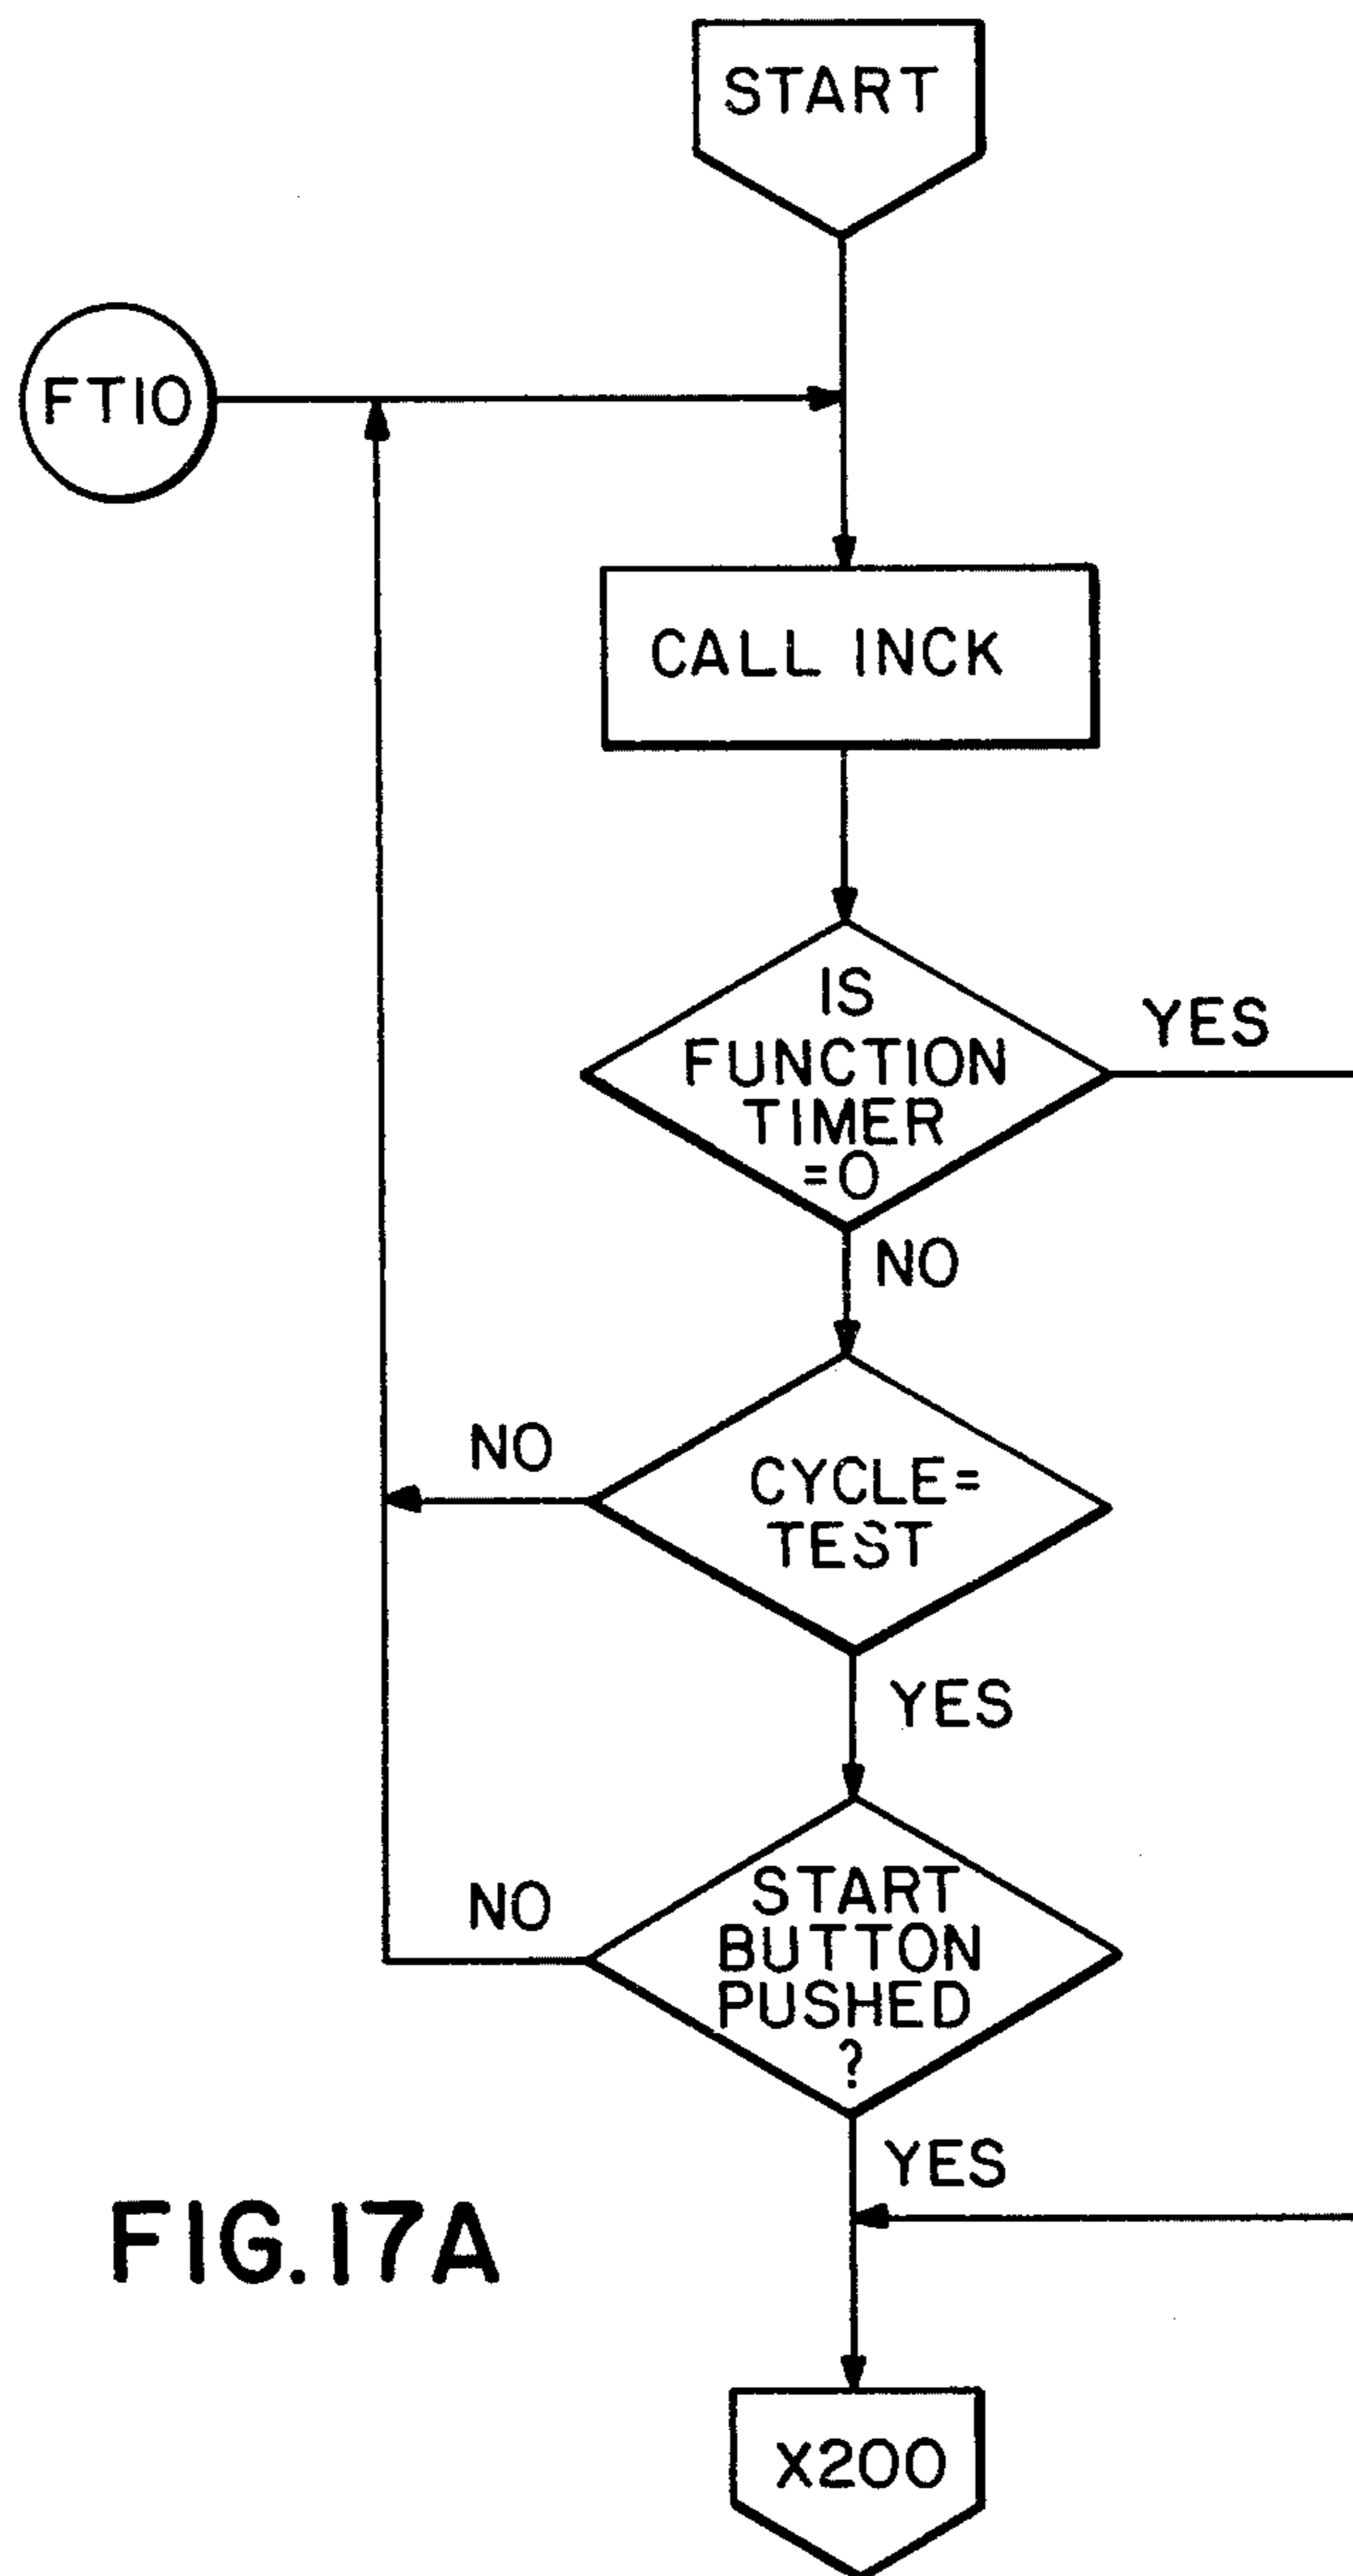 START
FT10
CALL INCK
IS
FUNCTION
TIMER
=0
YES
NO
CYCLE=
TEST
NO
YES
START
BUTTON
PUSHED
?
NO
YES
X200
FIG. 17A